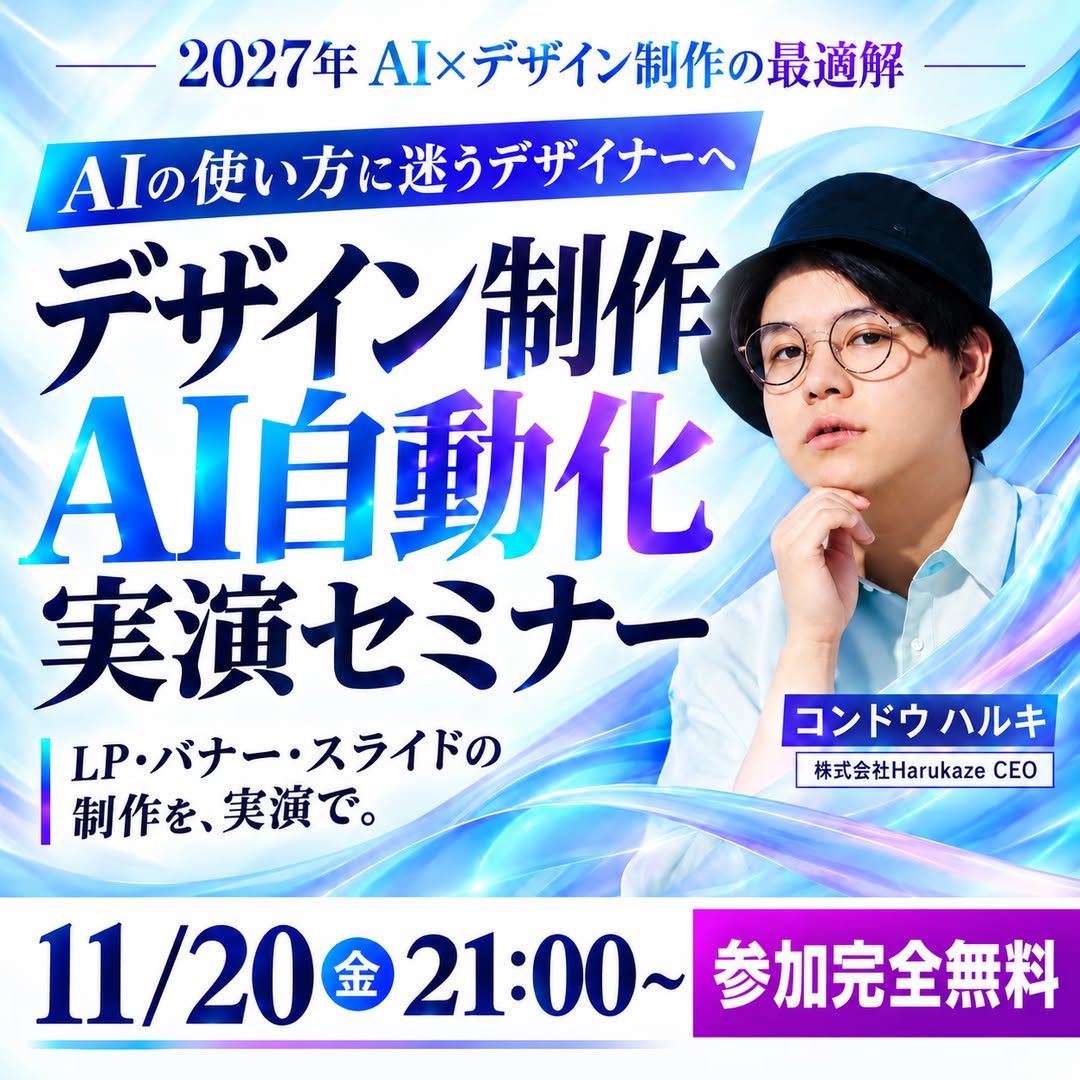 2027年 AI×デザイン制作の最適解
AIの使い方に迷うデザイナーへ
デザイン制作
AI自動化
実演セミナー
LP・バナー・スライドの
制作を、実演で。
コンドウ ハルキ
株式会社Harukaze CEO
11/20 金 21:00~
参加完全無料